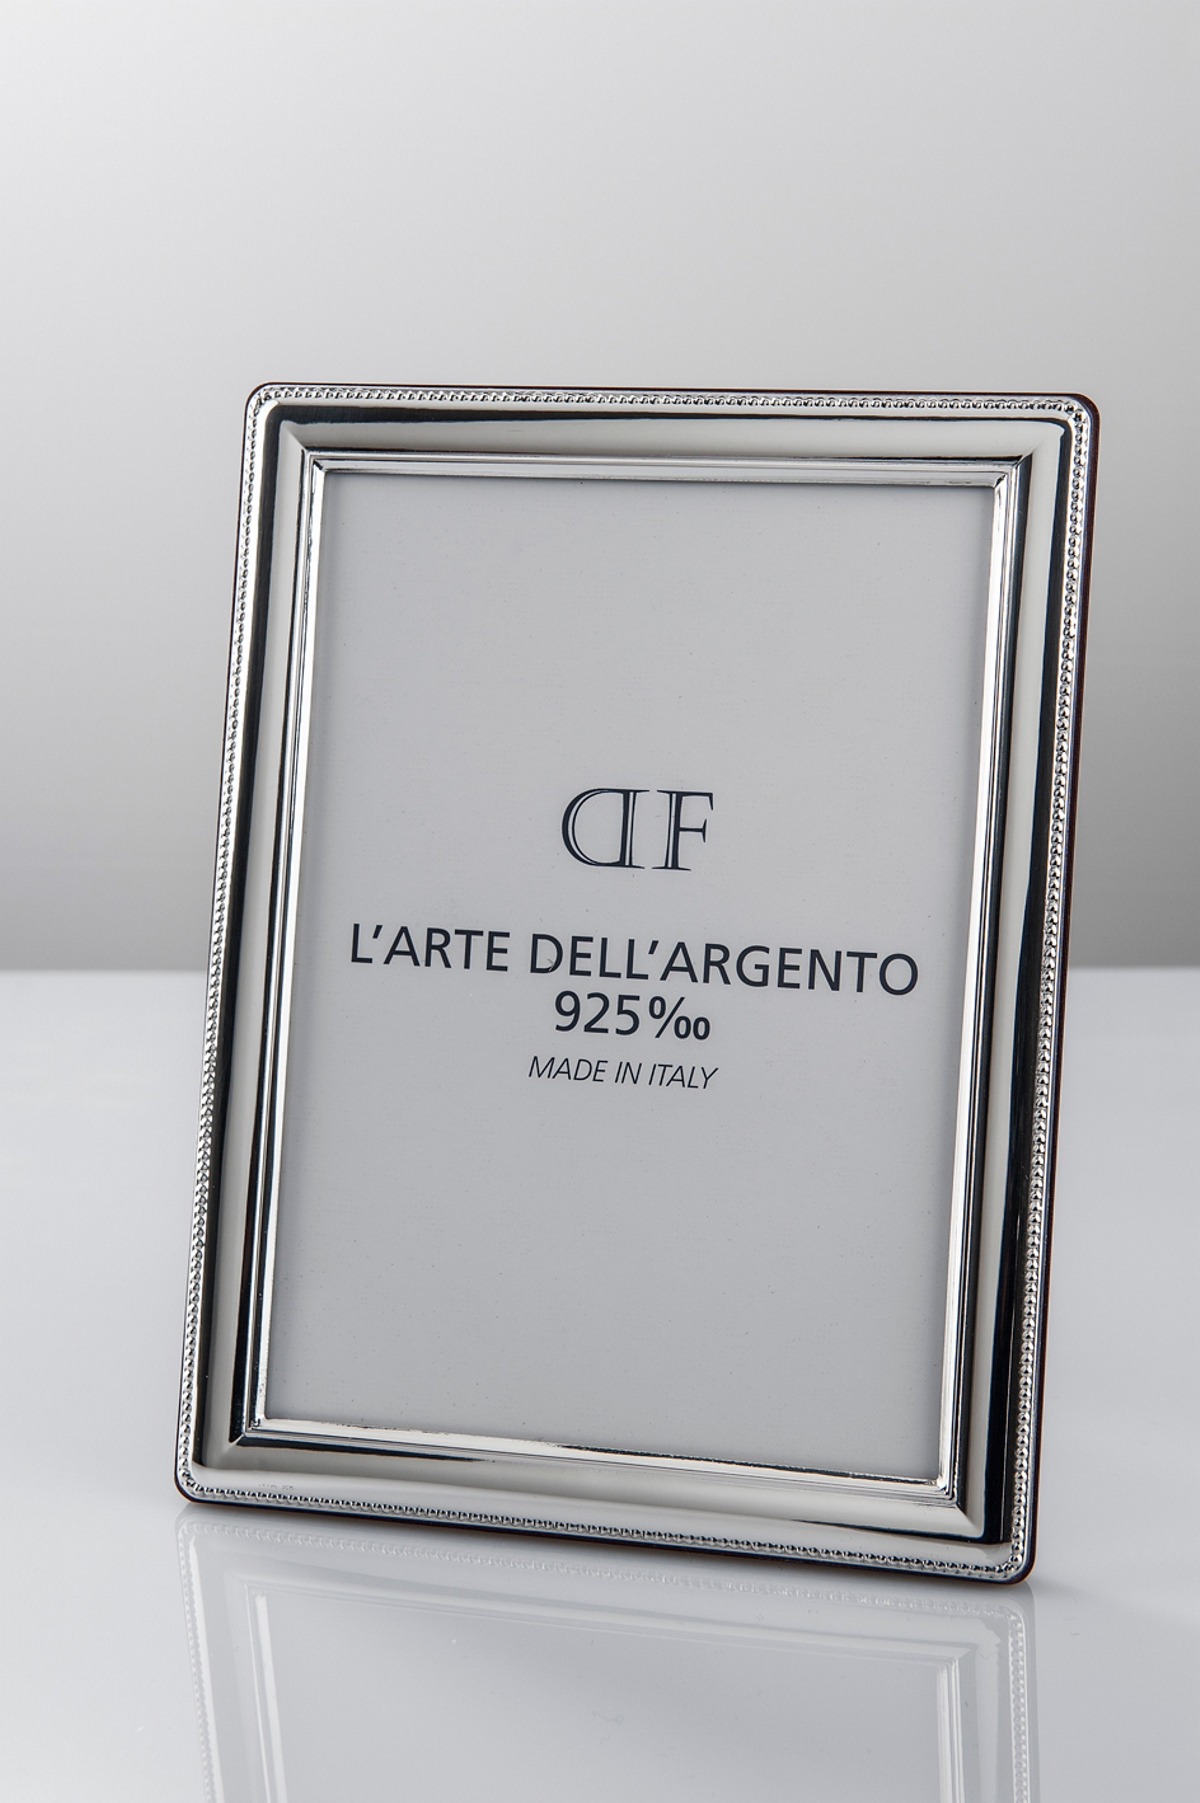 DF
L'ARTE DELL'ARGENTO
925‰
MADE IN ITALY